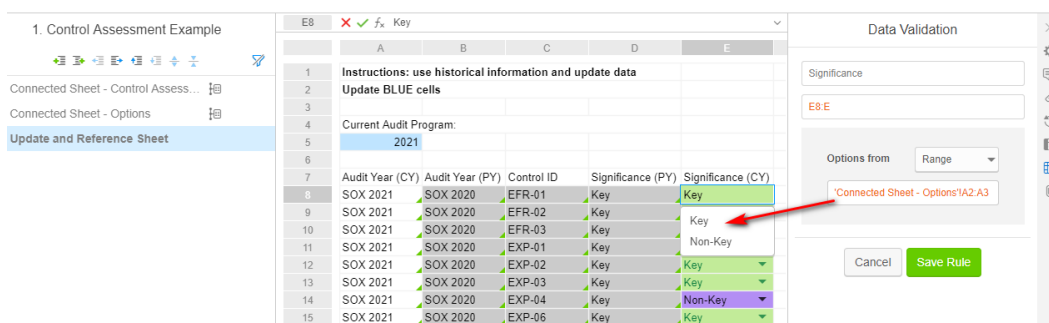 1. Control Assessment Example
Connected Sheet - Control Assess...
Connected Sheet - Options
Update and Reference Sheet
E8 fx Key
A B C D E
1 Instructions: use historical information and update data
2 Update BLUE cells
3
4 Current Audit Program:
5 2021
6
7 Audit Year (CY) Audit Year (PY) Control ID Significance (PY) Significance (CY)
8 SOX 2021 SOX 2020 EFR-01 Key Key
9 SOX 2021 SOX 2020 EFR-02 Key
10 SOX 2021 SOX 2020 EFR-03 Key
11 SOX 2021 SOX 2020 EXP-01 Key
Key
Non-Key
12 SOX 2021 SOX 2020 EXP-02 Key Key
13 SOX 2021 SOX 2020 EXP-03 Key Key
14 SOX 2021 SOX 2020 EXP-04 Key Non-Key
15 SOX 2021 SOX 2020 EXP-06 Key Key
Data Validation
Significance
E8:E
Options from Range
'Connected Sheet - Options'!A2:A3
Cancel Save Rule